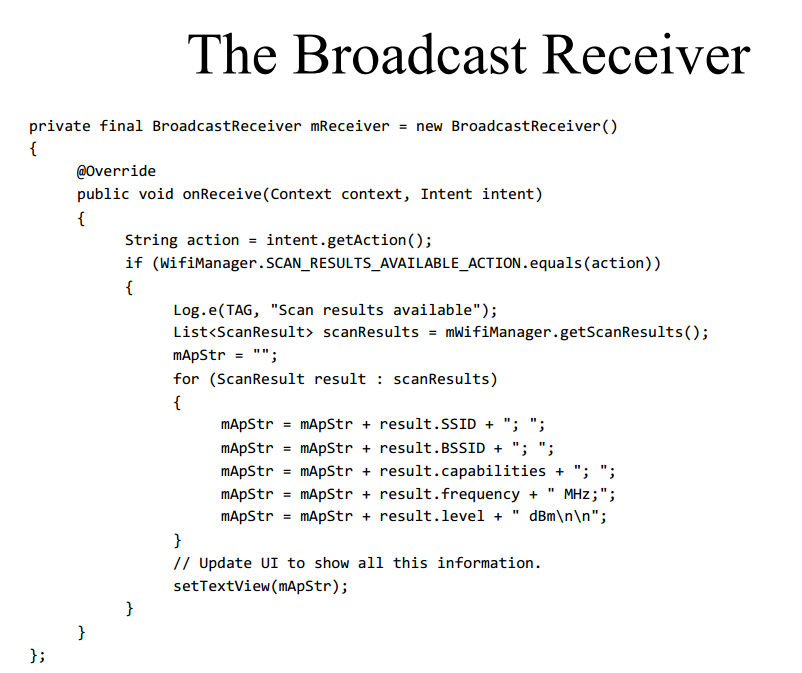 The Broadcast Receiver
private final BroadcastReceiver mReceiver = new BroadcastReceiver()
{
@Override
public void onReceive(Context context, Intent intent)
{
String action = intent.getAction();
if (WifiManager.SCAN_RESULTS_AVAILABLE_ACTION.equals(action))
{
Log.e(TAG, "Scan results available");
List<ScanResult> scanResults = mWifiManager.getScanResults();
mApStr = "";
for (ScanResult result : scanResults)
{
mApStr = mApStr + result.SSID + "; ";
mApStr = mApStr + result.BSSID + "; ";
mApStr = mApStr + result.capabilities + "; ";
mApStr = mApStr + result.frequency + " MHz;";
mApStr = mApStr + result.level + " dBm\n\n";
}
// Update UI to show all this information.
setTextView(mApStr);
}
}
};